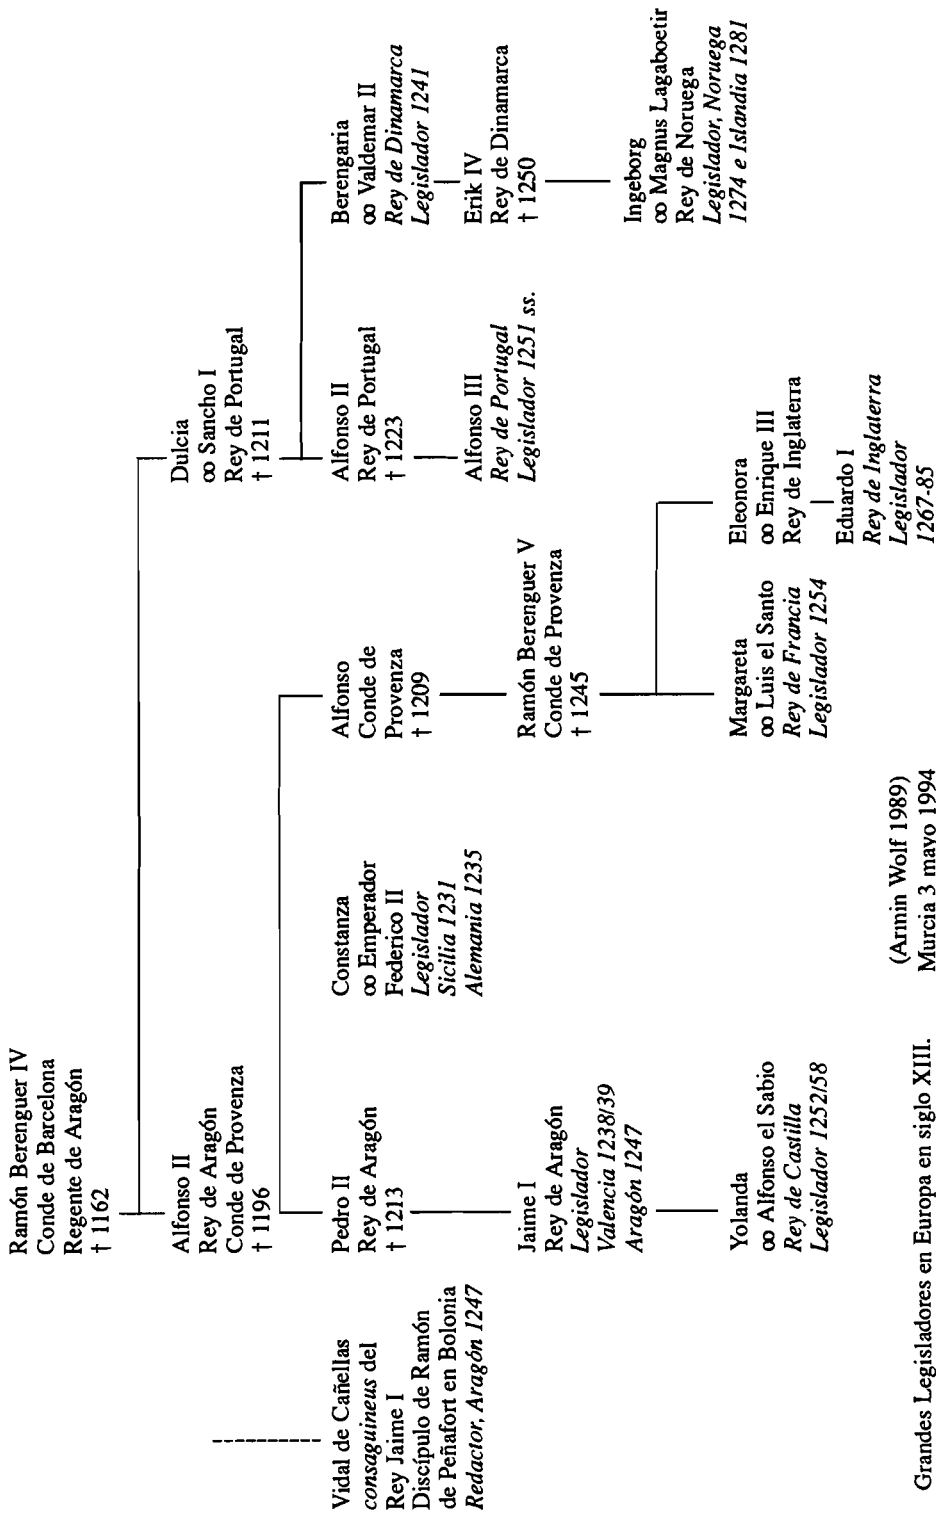 Ramón Berenguer IV
Conde de Barcelona
Regente de Aragón
† 1162
Alfonso II
Rey de Aragón
Conde de Provenza
† 1196
Dulcia
∞ Sancho I
Rey de Portugal
† 1211
Vidal de Cañellas
consaguineus del
Rey Jaime I
Discípulo de Ramón
de Peñafort en Bolonia
Redactor, Aragón 1247
Pedro II
Rey de Aragón
† 1213
Constanza
∞ Emperador
Federico II
Legislador
Sicilia 1231
Alemania 1235
Alfonso
Conde de
Provenza
† 1209
Alfonso II
Rey de Portugal
† 1223
Berengaria
∞ Valdemar II
Rey de Dinamarca
Legislador 1241
Jaime I
Rey de Aragón
Legislador
Valencia 1238/39
Aragón 1247
Ramón Berenguer V
Conde de Provenza
† 1245
Alfonso III
Rey de Portugal
Legislador 1251 ss.
Erik IV
Rey de Dinamarca
† 1250
Yolanda
∞ Alfonso el Sabio
Rey de Castilla
Legislador 1252/58
Margareta
∞ Luis el Santo
Rey de Francia
Legislador 1254
Eleonora
∞ Enrique III
Rey de Inglaterra
Eduardo I
Rey de Inglaterra
Legislador
1267-85
Ingeborg
∞ Magnus Lagaboetir
Rey de Noruega
Legislador, Noruega
1274 e Islandia 1281
Grandes Legisladores en Europa en siglo XIII.
(Armin Wolf 1989)
Murcia 3 mayo 1994